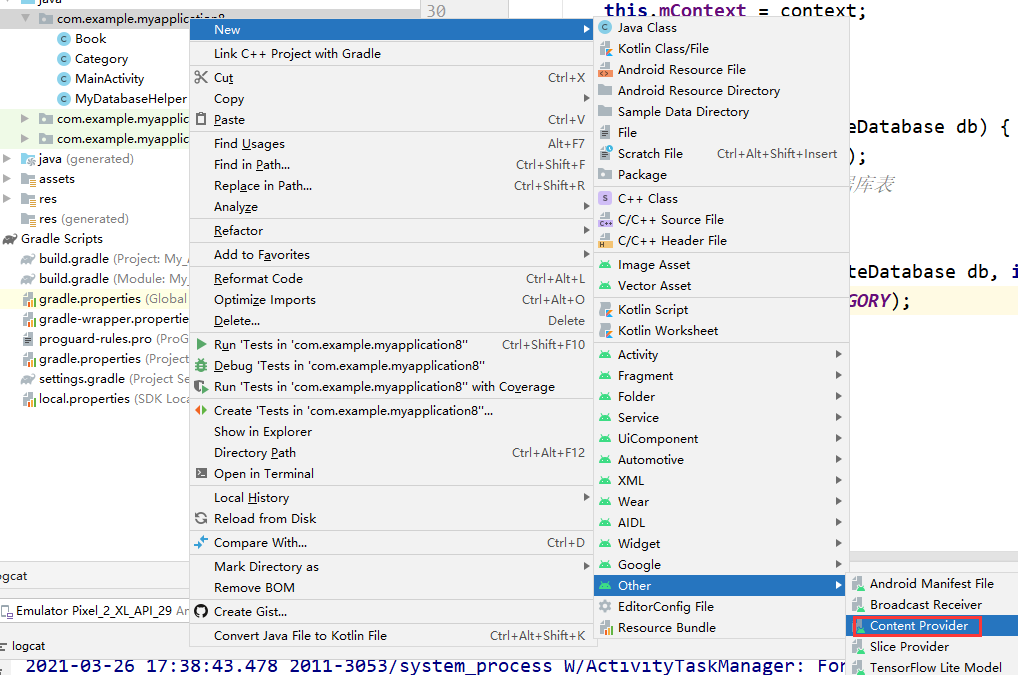 java
com.example.myapplication8
Book
Category
MainActivity
MyDatabaseHelper
com.example.myapplic
com.example.myapplic
java (generated)
assets
res
res (generated)
Gradle Scripts
build.gradle (Project: My_
build.gradle (Module: My_
gradle.properties (Global
gradle-wrapper.propertie
proguard-rules.pro (ProG
gradle.properties (Project
settings.gradle (Project Se
local.properties (SDK Loca
30
this.mContext = context;
eDatabase db) {
);
库表
teDatabase db, i
GORY);
New
Link C++ Project with Gradle
Cut Ctrl+X
Copy
Paste Ctrl+V
Find Usages Alt+F7
Find in Path... Ctrl+Shift+F
Replace in Path... Ctrl+Shift+R
Analyze
Refactor
Add to Favorites
Reformat Code Ctrl+Alt+L
Optimize Imports Ctrl+Alt+O
Delete... Delete
Run 'Tests in 'com.example.myapplication8'' Ctrl+Shift+F10
Debug 'Tests in 'com.example.myapplication8''
Run 'Tests in 'com.example.myapplication8'' with Coverage
Create 'Tests in 'com.example.myapplication8''...
Show in Explorer
Directory Path Ctrl+Alt+F12
Open in Terminal
Local History
Reload from Disk
Compare With... Ctrl+D
Mark Directory as
Remove BOM
Create Gist...
Convert Java File to Kotlin File Ctrl+Alt+Shift+K
Java Class
Kotlin Class/File
Android Resource File
Android Resource Directory
Sample Data Directory
File
Scratch File Ctrl+Alt+Shift+Insert
Package
C++ Class
C/C++ Source File
C/C++ Header File
Image Asset
Vector Asset
Kotlin Script
Kotlin Worksheet
Activity
Fragment
Folder
Service
UiComponent
Automotive
XML
Wear
AIDL
Widget
Google
Other
EditorConfig File
Resource Bundle
Android Manifest File
Broadcast Receiver
Content Provider
Slice Provider
TensorFlow Lite Model
ogcat
Emulator Pixel_2_XL_API_29 An
logcat
2021-03-26 17:38:43.478 2011-3053/system_process W/ActivityTaskManager: For